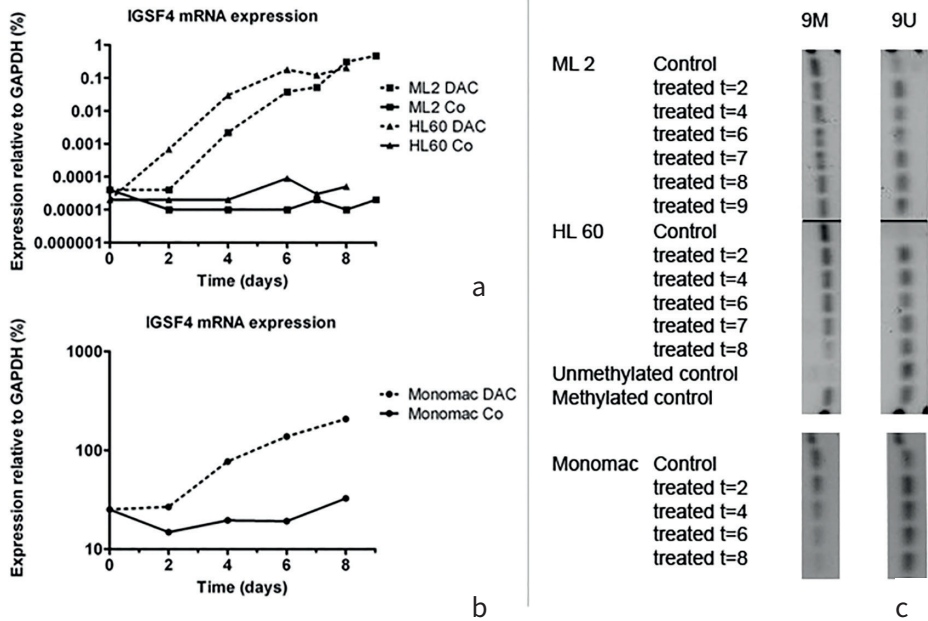 IGSF4 mRNA expression
Expression relative to GAPDH (%)
1
0.1
0.01
0.001
0.0001
0.00001
0.000001
0 2 4 6 8
Time (days)
ML2 DAC
ML2 Co
HL60 DAC
HL60 Co
a
IGSF4 mRNA expression
Expression relative to GAPDH (%)
1000
100
10
0 2 4 6 8
Time (days)
Monomac DAC
Monomac Co
b
9M 9U
ML 2 Control
treated t=2
treated t=4
treated t=6
treated t=7
treated t=8
treated t=9
HL 60 Control
treated t=2
treated t=4
treated t=6
treated t=7
treated t=8
Unmethylated control
Methylated control
Monomac Control
treated t=2
treated t=4
treated t=6
treated t=8
c